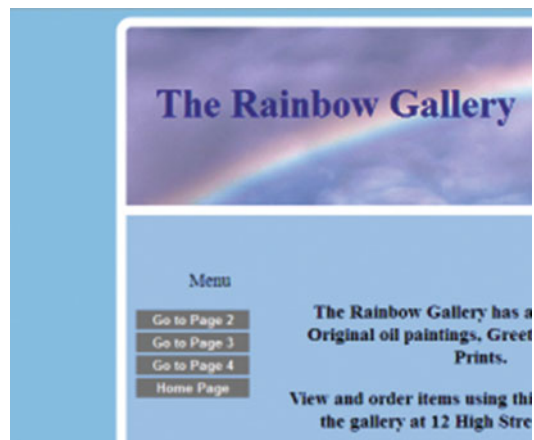 The Rainbow Gallery
Menu
Go to Page 2
Go to Page 3
Go to Page 4
Home Page
The Rainbow Gallery has a
Original oil paintings, Greet
Prints.
View and order items using thi
the gallery at 12 High Stre